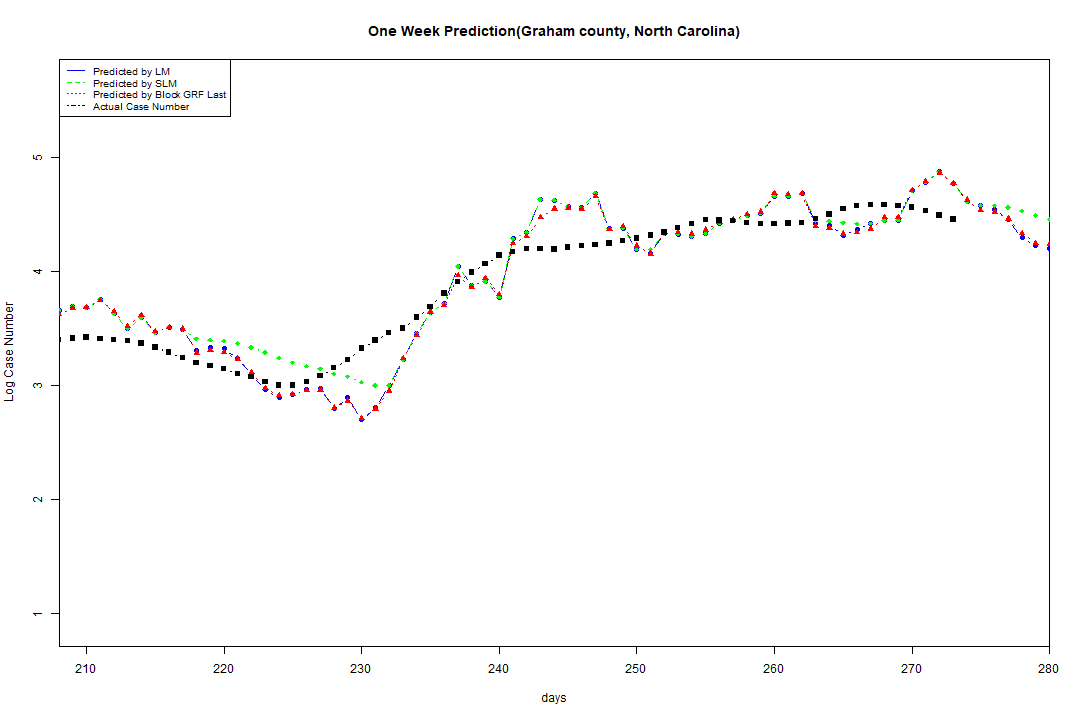 One Week Prediction(Graham county, North Carolina)
Predicted by LM
Predicted by SLM
Predicted by Block GRF Last
Actual Case Number
5
4
3
2
1
Log Case Number
210 220 230 240 250 260 270 280
days